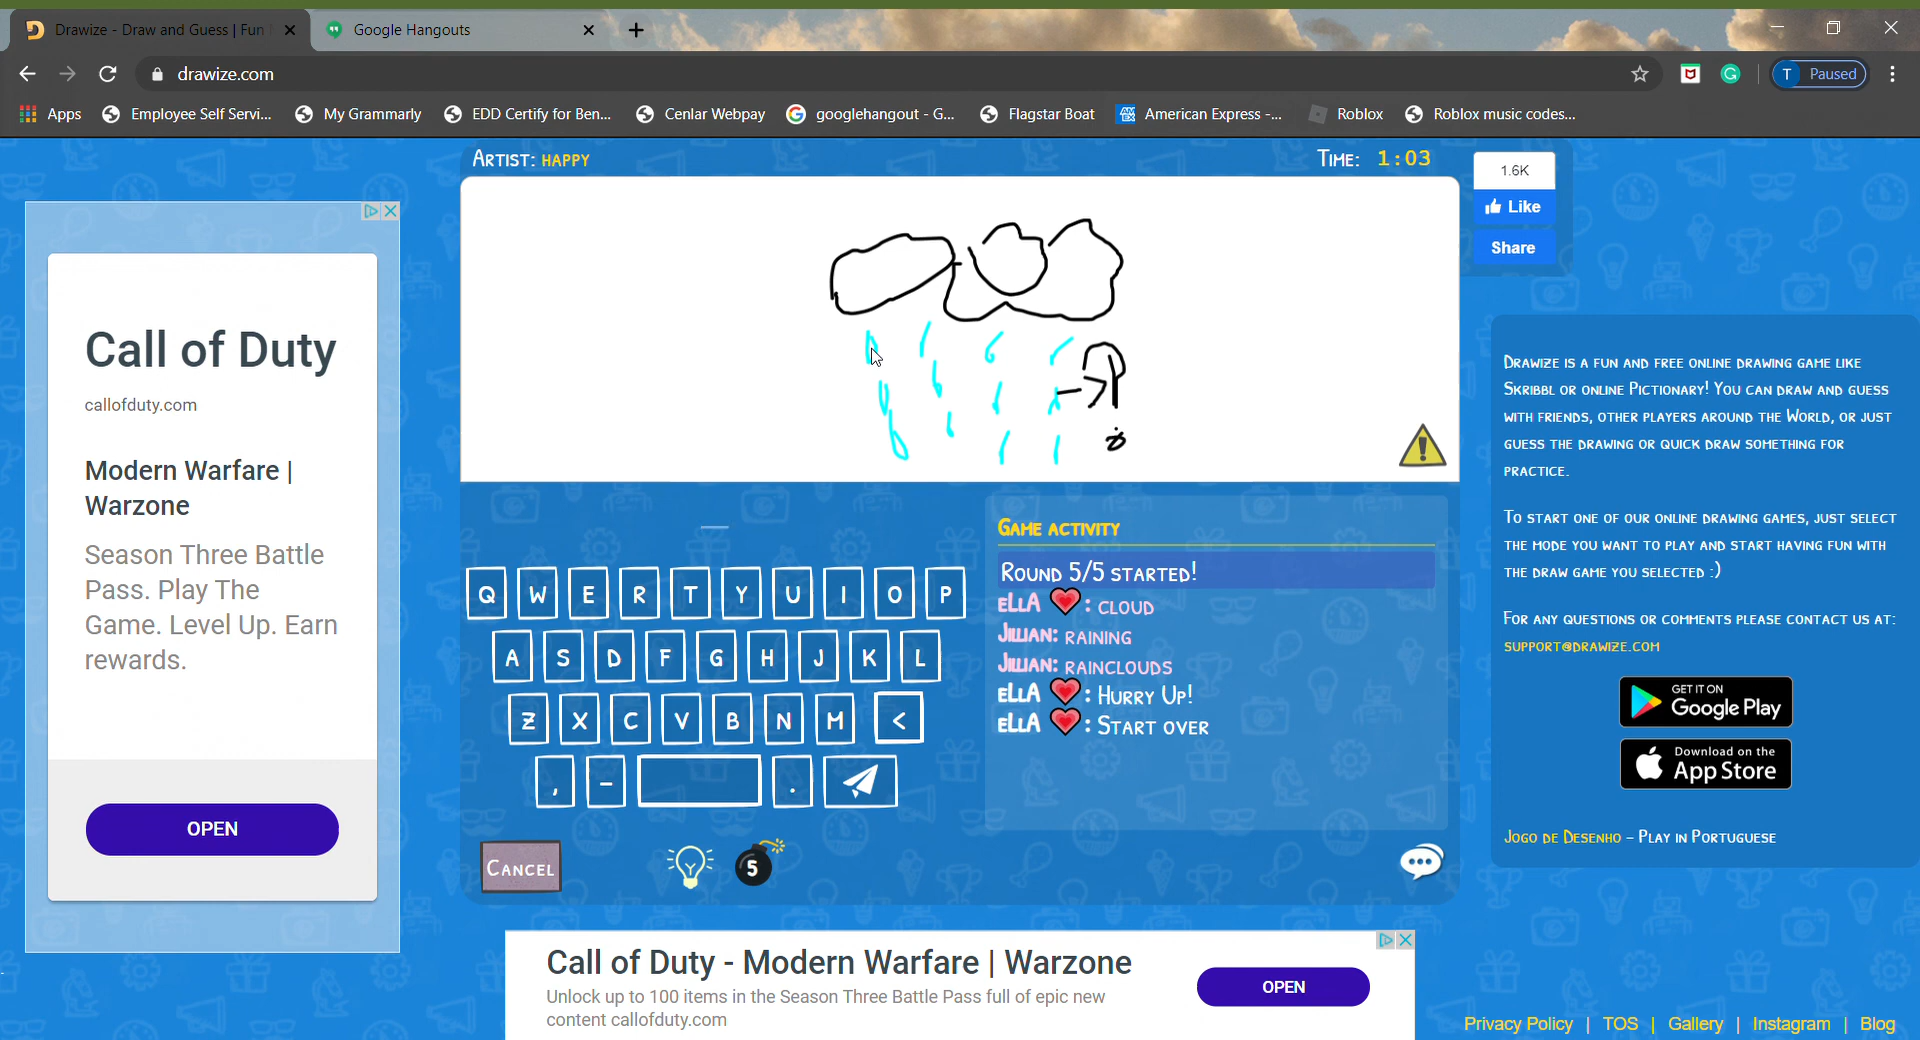 Drawize - Draw and Guess | Fun
Google Hangouts
drawize.com
T Paused
Apps
Employee Self Servi...
My Grammarly
EDD Certify for Ben...
Cenlar Webpay
googlehangout - G...
Flagstar Boat
American Express -...
Roblox
Roblox music codes...
ARTIST: HAPPY
TIME: 1:03
1.6K
Like
Share
Call of Duty
callofduty.com
Modern Warfare |
Warzone
Season Three Battle
Pass. Play The
Game. Level Up. Earn
rewards.
OPEN
Q W E R T Y U I O P
A S D F G H J K L
Z X C V B N M <
, - .
CANCEL
5
GAME ACTIVITY
ROUND 5/5 STARTED!
ELLA ❤: CLOUD
JILLIAN: RAINING
JILLIAN: RAINCLOUDS
ELLA ❤: HURRY UP!
ELLA ❤: START OVER
DRAWIZE IS A FUN AND FREE ONLINE DRAWING GAME LIKE
SKRIBBL OR ONLINE PICTIONARY! YOU CAN DRAW AND GUESS
WITH FRIENDS, OTHER PLAYERS AROUND THE WORLD, OR JUST
GUESS THE DRAWING OR QUICK DRAW SOMETHING FOR
PRACTICE.
TO START ONE OF OUR ONLINE DRAWING GAMES, JUST SELECT
THE MODE YOU WANT TO PLAY AND START HAVING FUN WITH
THE DRAW GAME YOU SELECTED :)
FOR ANY QUESTIONS OR COMMENTS PLEASE CONTACT US AT:
SUPPORT@DRAWIZE.COM
GET IT ON
Google Play
Download on the
App Store
JOGO DE DESENHO - PLAY IN PORTUGUESE
Call of Duty - Modern Warfare | Warzone
Unlock up to 100 items in the Season Three Battle Pass full of epic new
content callofduty.com
OPEN
Privacy Policy | TOS | Gallery | Instagram | Blog